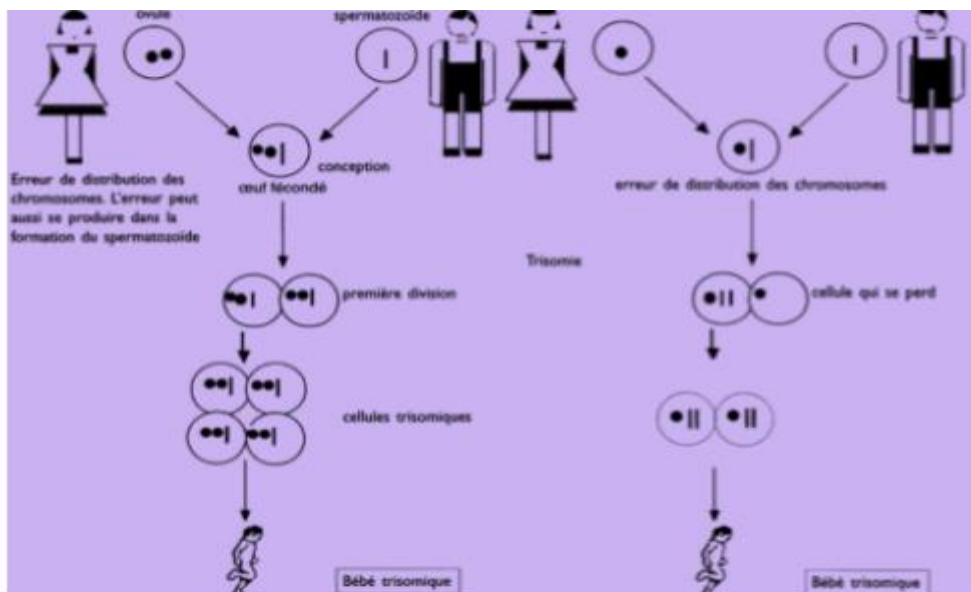 ovule
spermatozoïde
conception
œuf fécondé
Erreur de distribution des
chromosomes. L'erreur peut
aussi se produire dans la
formation du spermatozoïde
première division
cellules trisomiques
Bébé trisomique
erreur de distribution des chromosomes
Trisomie
cellule qui se perd
Bébé trisomique